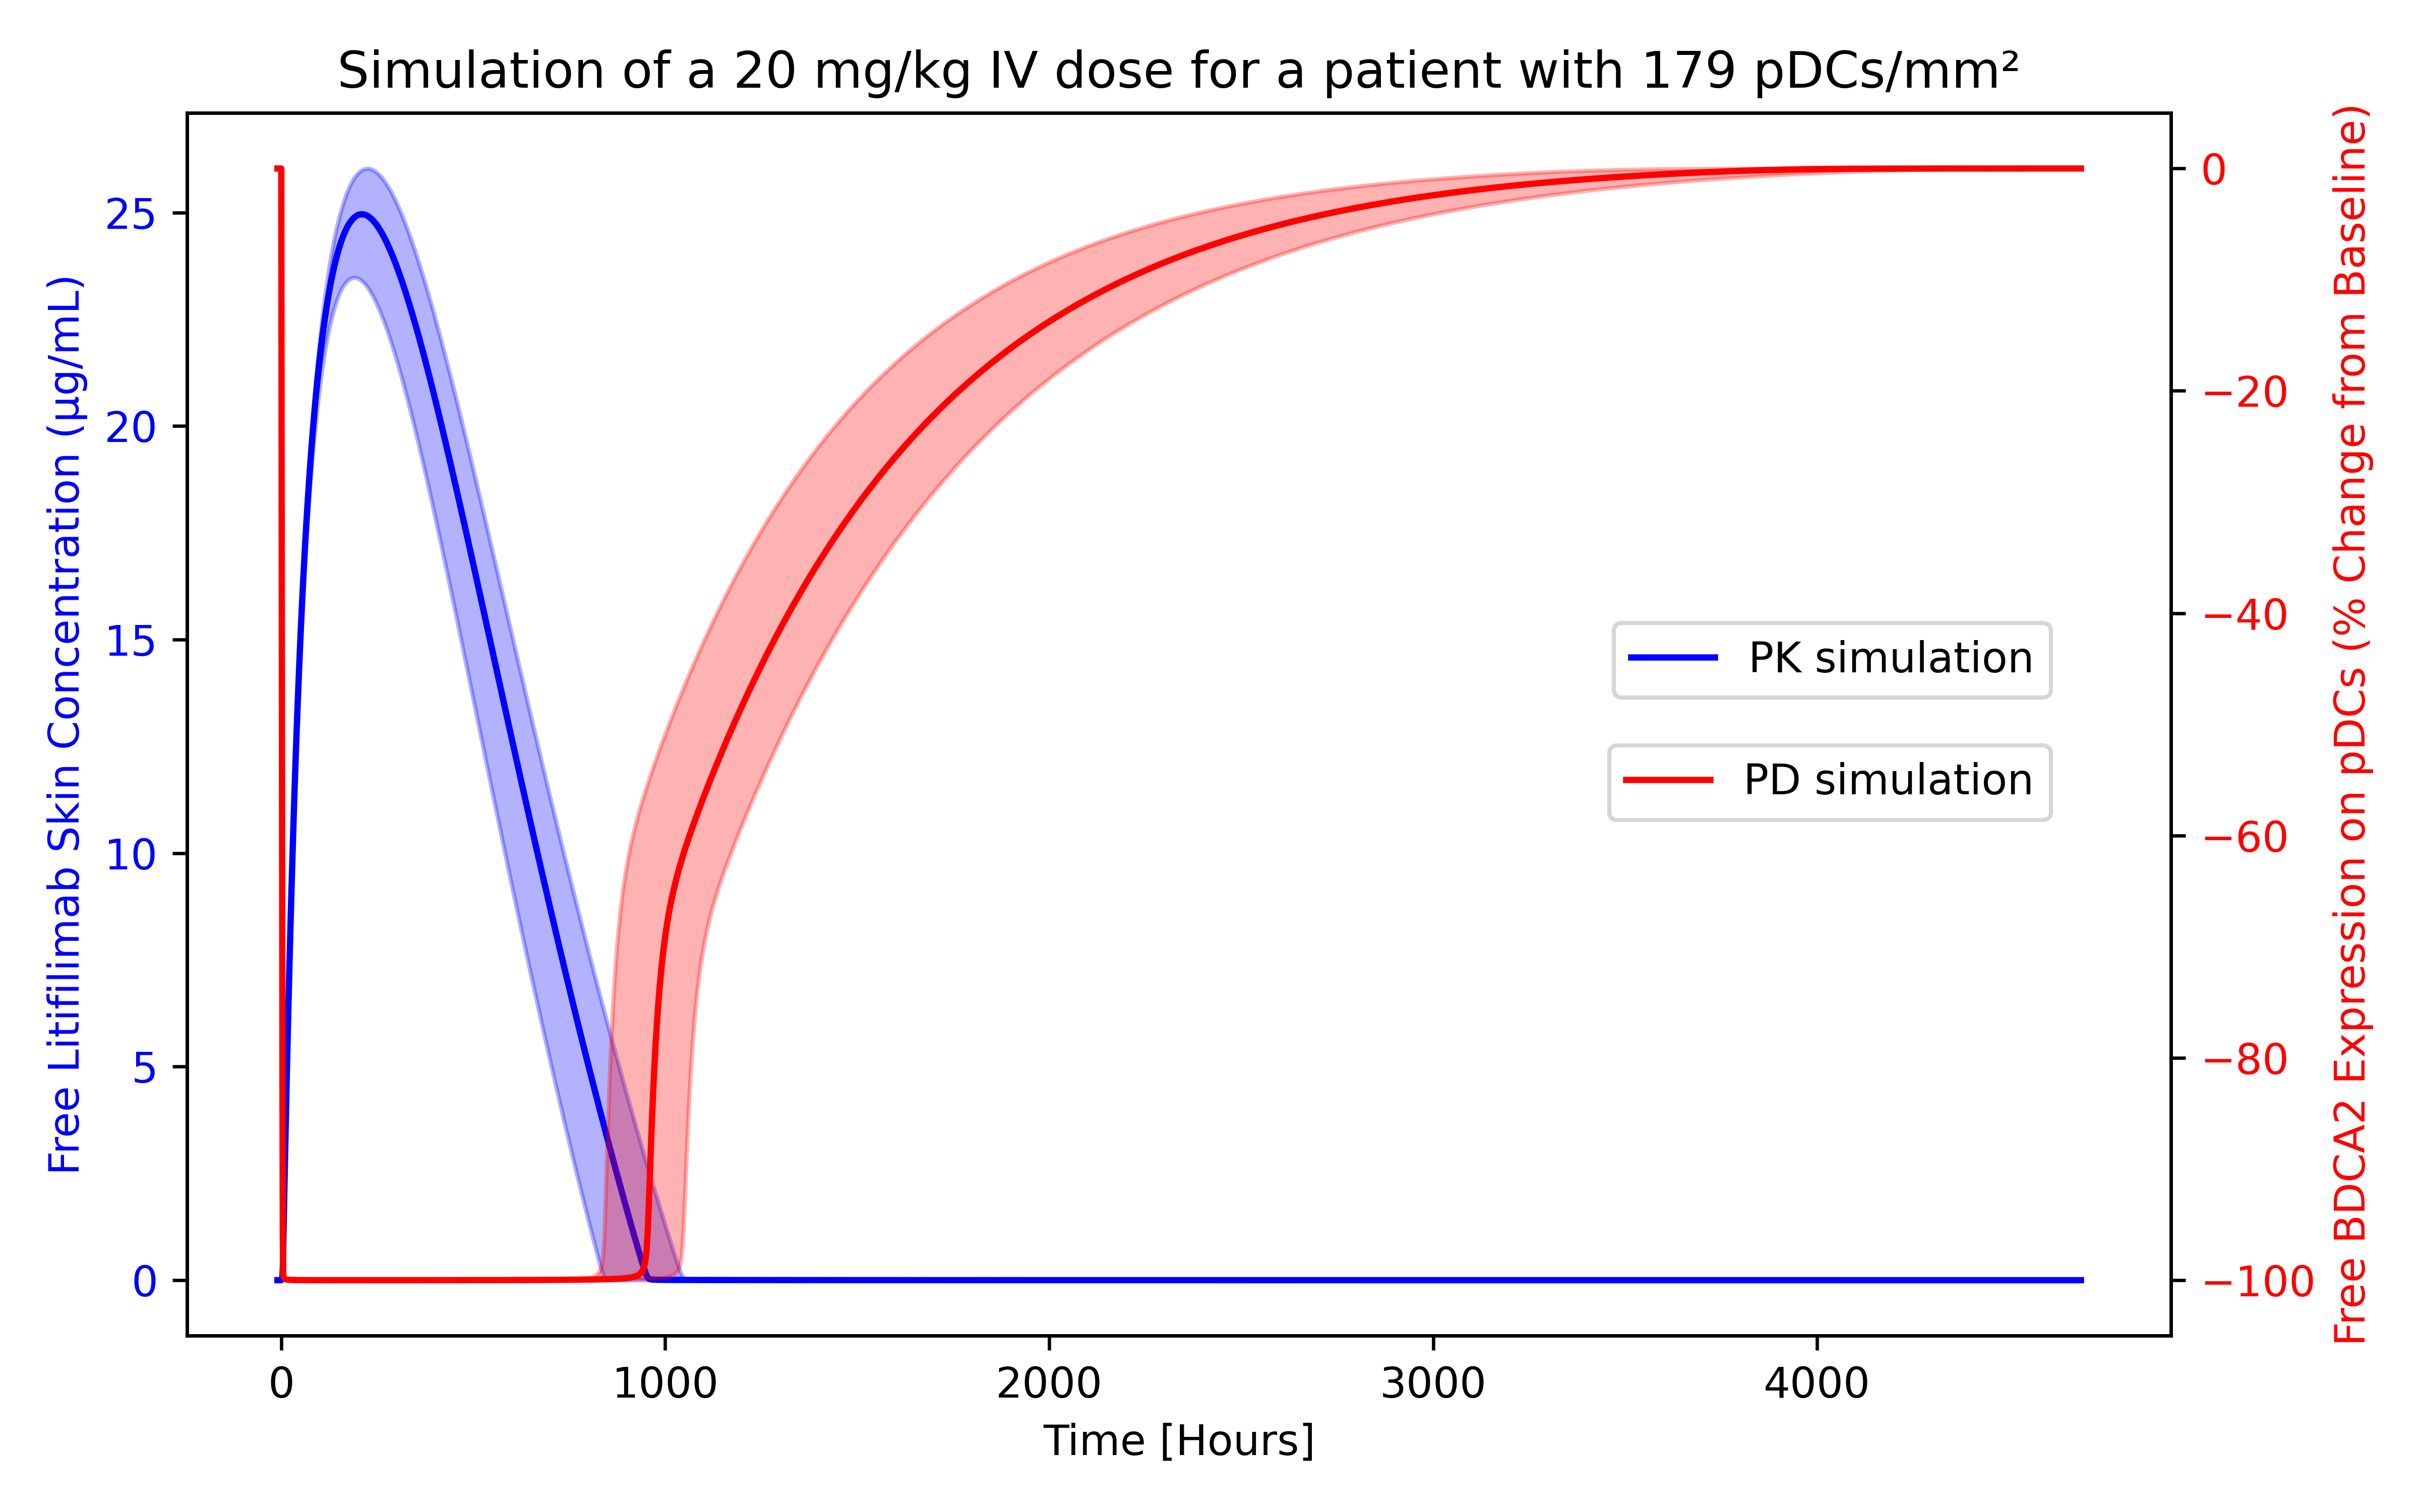 Simulation of a 20 mg/kg IV dose for a patient with 179 pDCs/mm²
Free Litifilimab Skin Concentration (µg/mL)
25
20
15
10
5
0
PK simulation
PD simulation
0
−20
−40
−60
−80
−100
Free BDCA2 Expression on pDCs (% Change from Baseline)
0
1000
2000
3000
4000
Time [Hours]